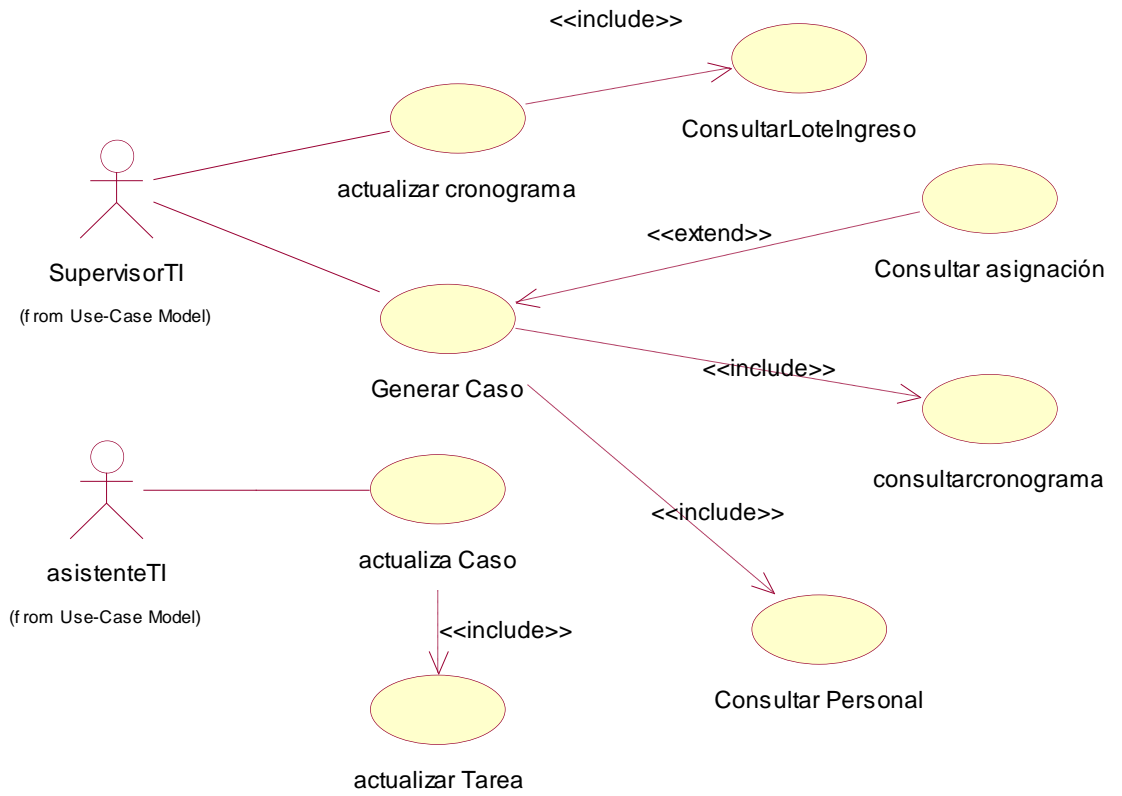 <<include>>
ConsultarLoteIngreso
actualizar cronograma
<<extend>>
Consultar asignación
SupervisorTI
(from Use-Case Model)
<<include>>
Generar Caso
consultarcronograma
<<include>>
actualiza Caso
asistenteTI
(from Use-Case Model)
<<include>>
Consultar Personal
actualizar Tarea